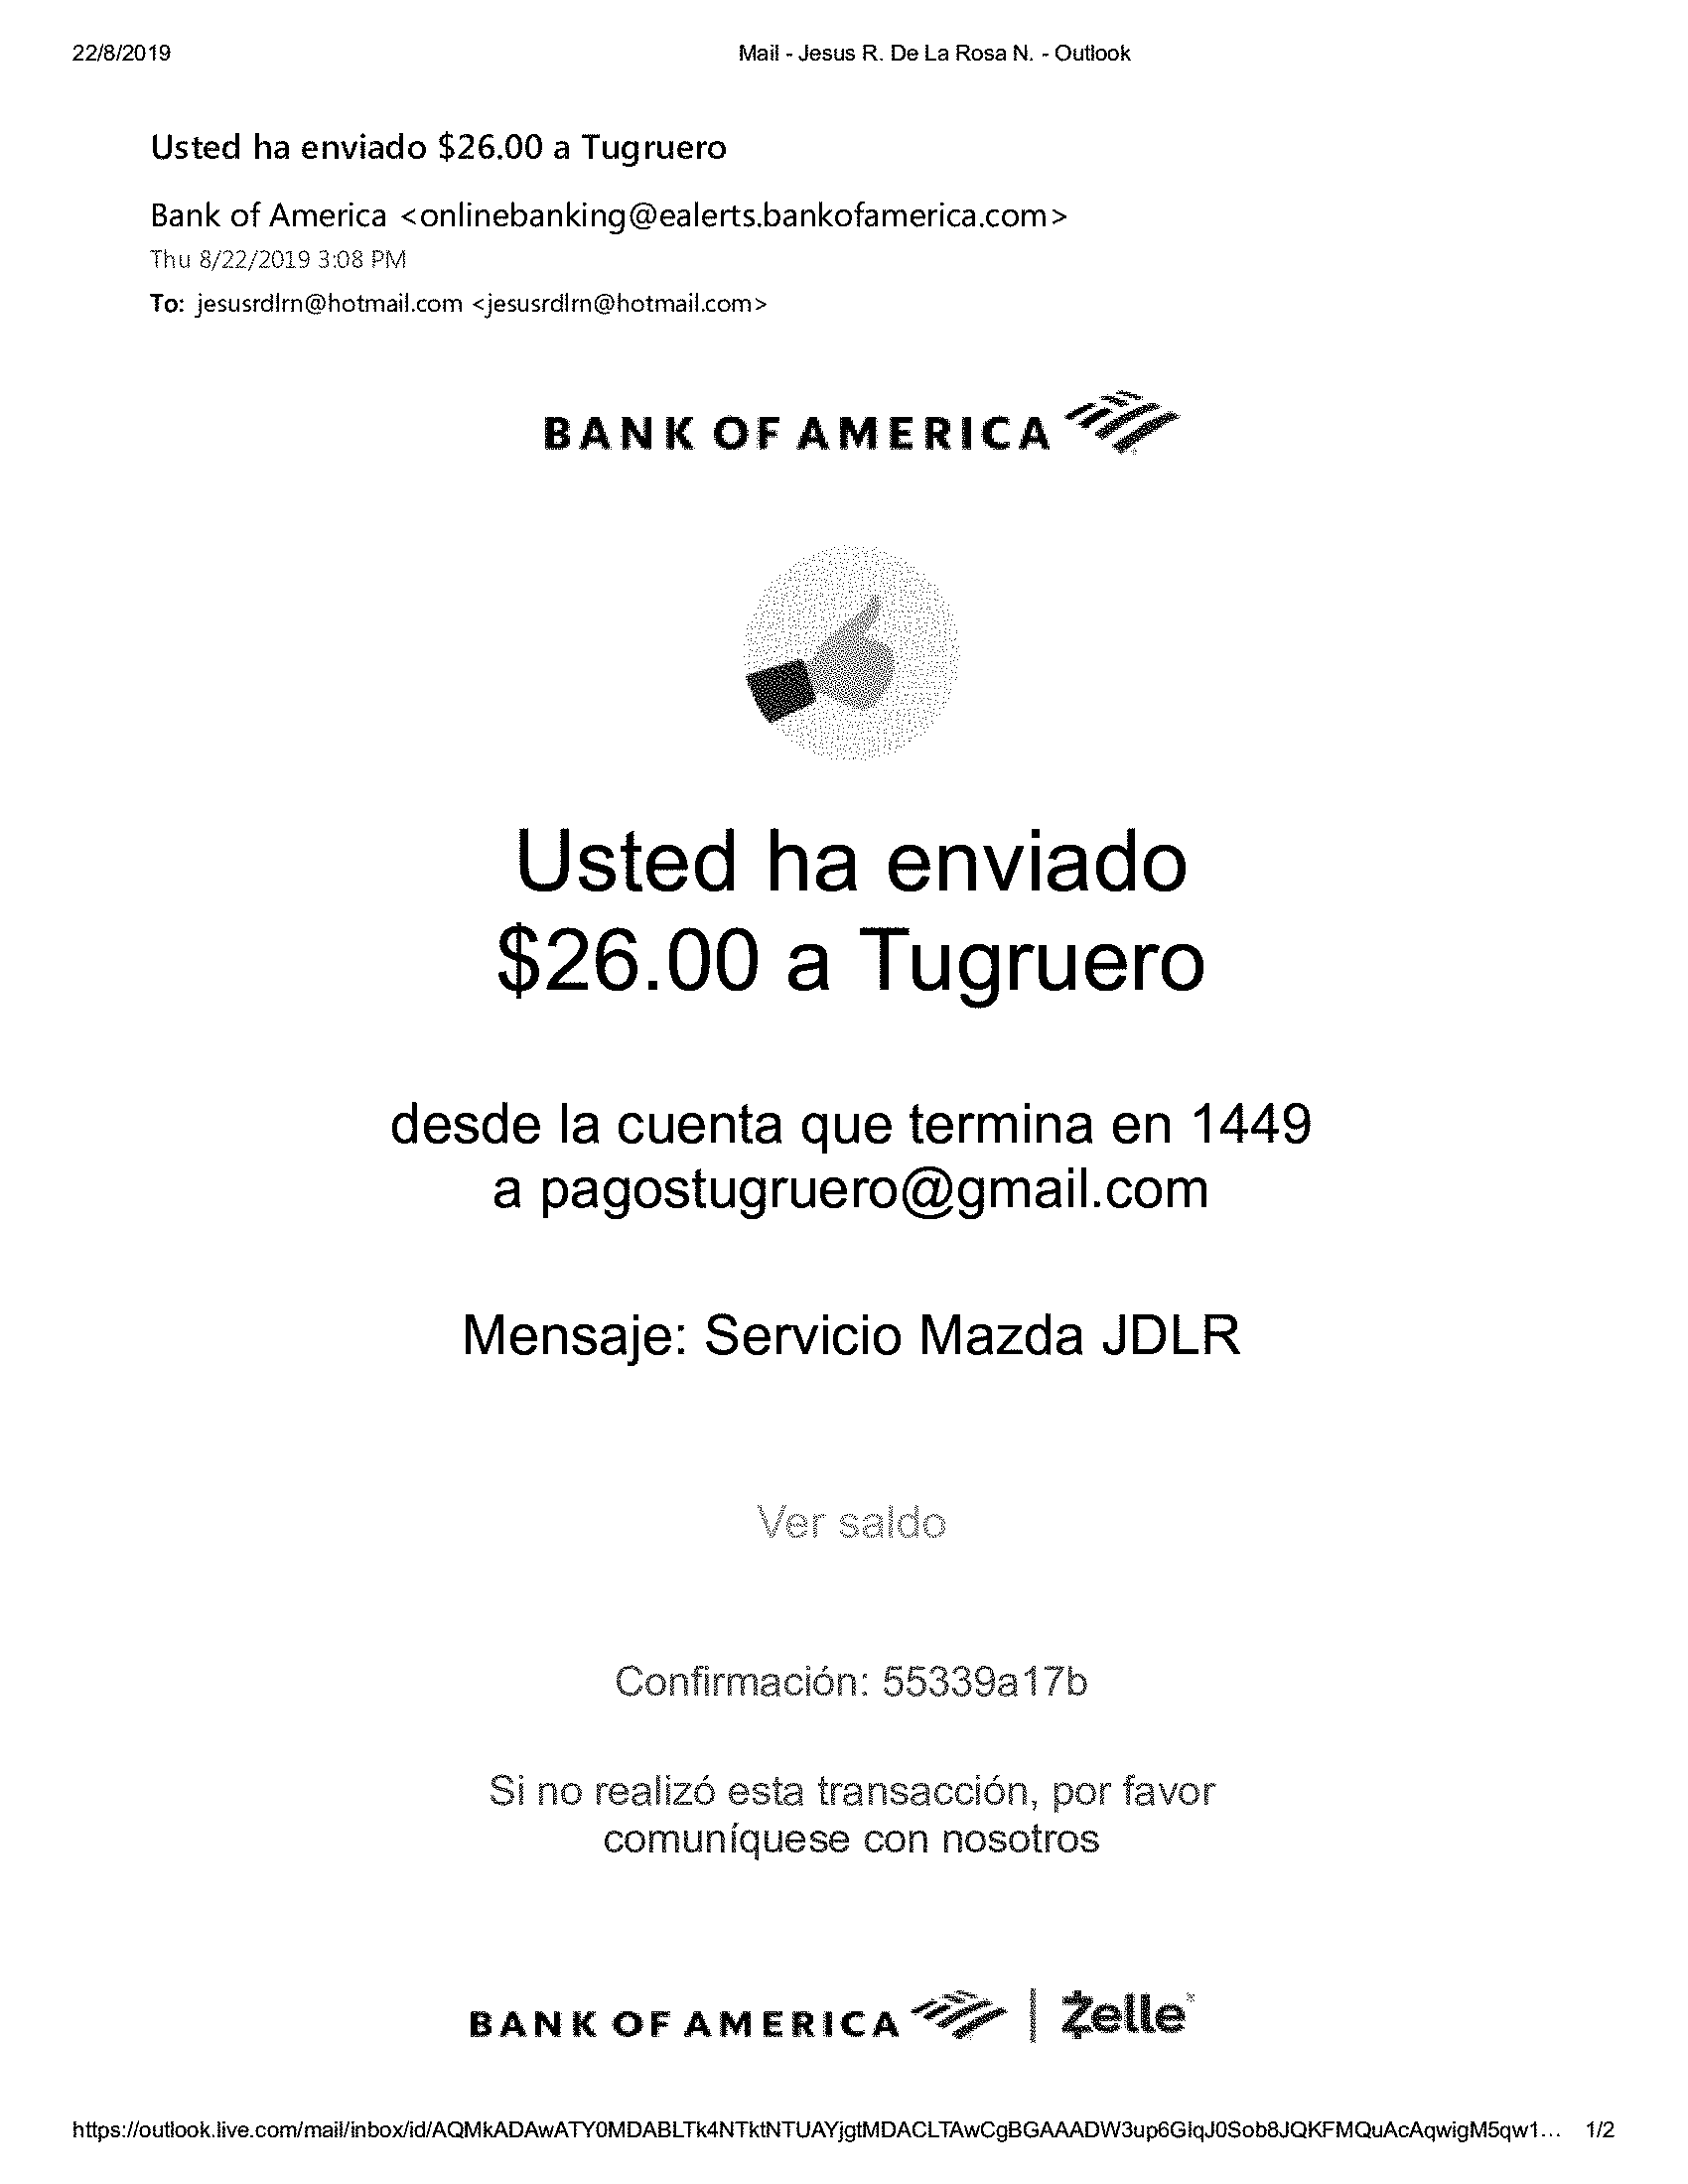 22/8/2019
Mail - Jesus R. De La Rosa N. - Outlook
Usted ha enviado $26.00 a Tugruero
Bank of America <onlinebanking@ealerts.bankofamerica.com>
Thu 8/22/2019 3:08 PM
To: jesusrdlrn@hotmail.com <jesusrdlrn@hotmail.com>
BANK OF AMERICA
Usted ha enviado
$26.00 a Tugruero
desde la cuenta que termina en 1449
a pagostugruero@gmail.com
Mensaje: Servicio Mazda JDLR
Ver saldo
Confirmación: 55339a17b
Si no realizó esta transacción, por favor
comuníquese con nosotros
BANK OF AMERICA | Zelle
https://outlook.live.com/mail/inbox/id/AQMkADAwATY0MDABLTk4NTktNTUAYjgtMDACLTAwCgBGAAADW3up6GIqJ0Sob8JQKFMQuAcAqwigM5qw1... 1/2